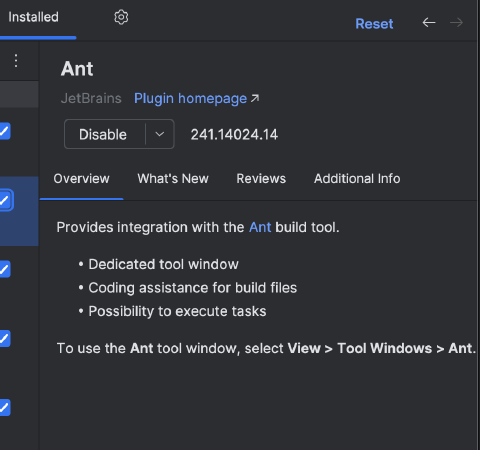 Installed
Reset
Ant
JetBrains Plugin homepage ↗
Disable 241.14024.14
Overview What's New Reviews Additional Info
Provides integration with the Ant build tool.
• Dedicated tool window
• Coding assistance for build files
• Possibility to execute tasks
To use the Ant tool window, select View > Tool Windows > Ant.